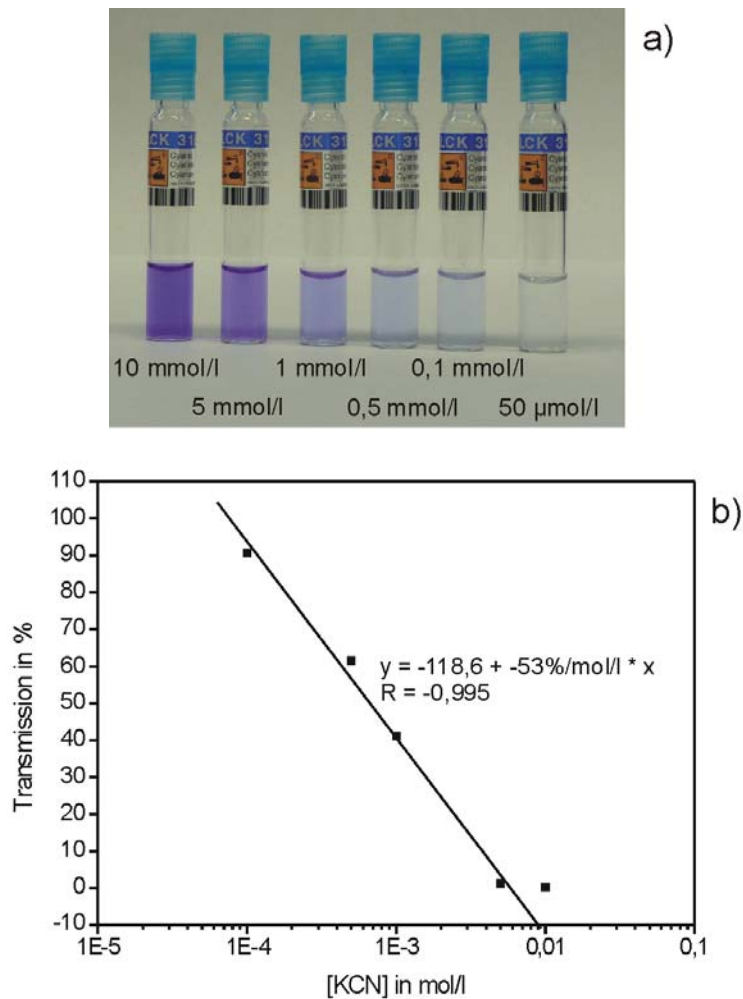 a)
LCK 31
LCK 31
LCK 31
LCK 31
LCK 31
LCK 31
10 mmol/l
1 mmol/l
0,1 mmol/l
5 mmol/l
0,5 mmol/l
50 µmol/l
b)
110
100
90
80
70
60
50
40
30
20
10
0
-10
Transmission in %
y = -118,6 + -53%/mol/l * x
R = -0,995
1E-5
1E-4
1E-3
0,01
0,1
[KCN] in mol/l